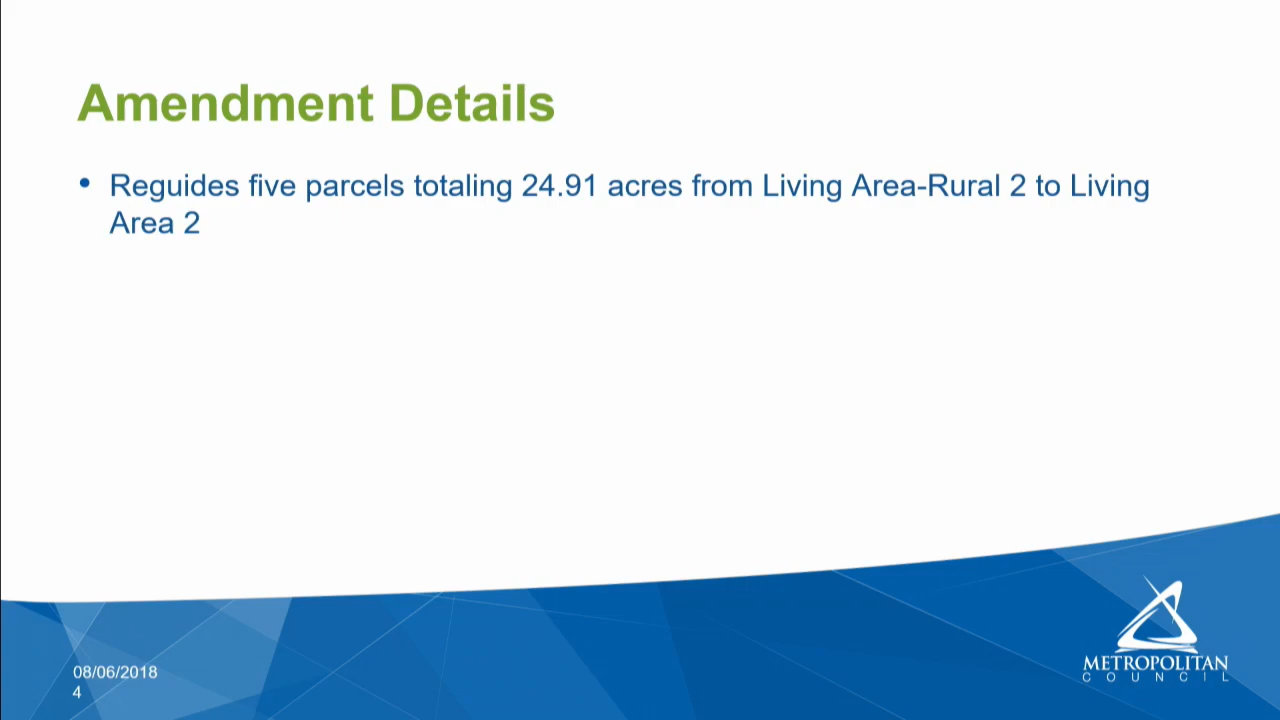 Amendment Details
• Reguides five parcels totaling 24.91 acres from Living Area-Rural 2 to Living
Area 2
08/06/2018
4
METROPOLITAN
COUNCIL